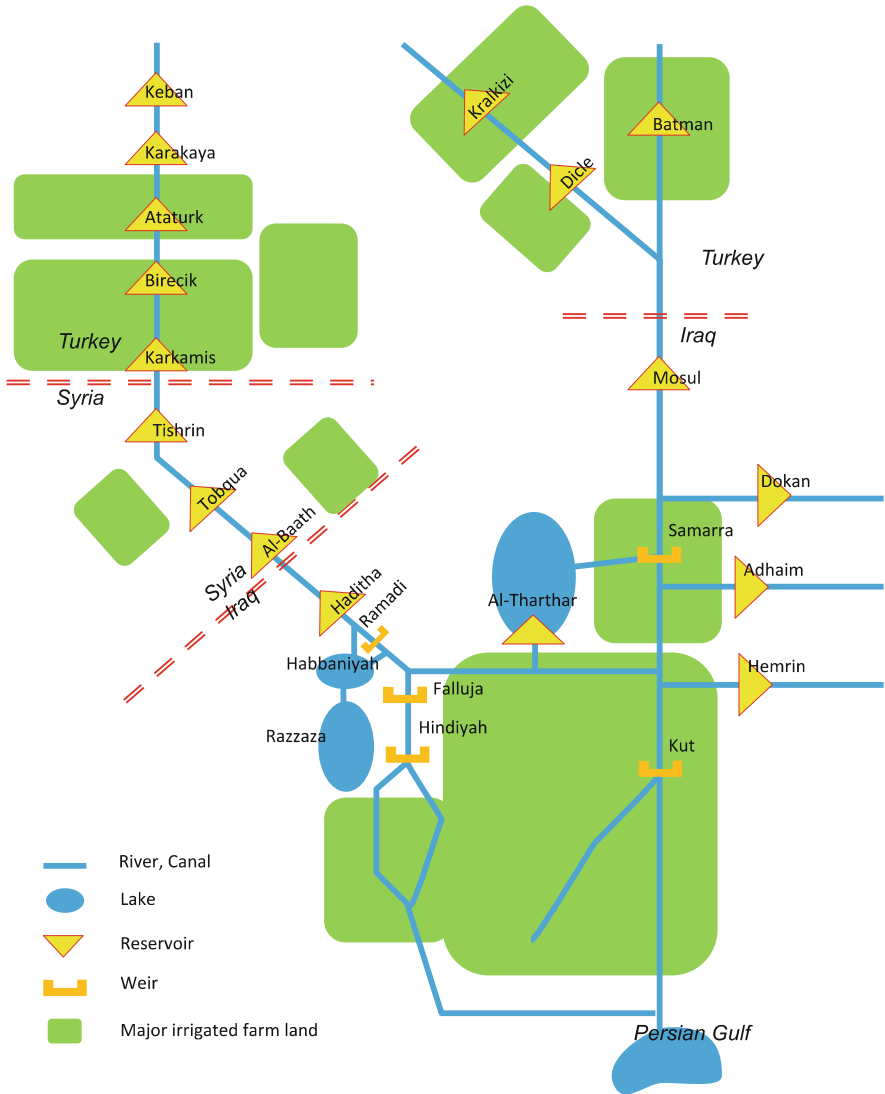 Keban
Karakaya
Ataturk
Birecik
Turkey
Karkamis
Syria
Tishrin
Tobqua
Al-Baath
Syria
Iraq
Haditha
Ramadi
Habbaniyah
Razzaza
Falluja
Hindiyah
Kralkizi
Dicle
Batman
Turkey
Iraq
Mosul
Dokan
Samarra
Adhaim
Al-Tharthar
Hemrin
Kut
Persian Gulf
River, Canal
Lake
Reservoir
Weir
Major irrigated farm land